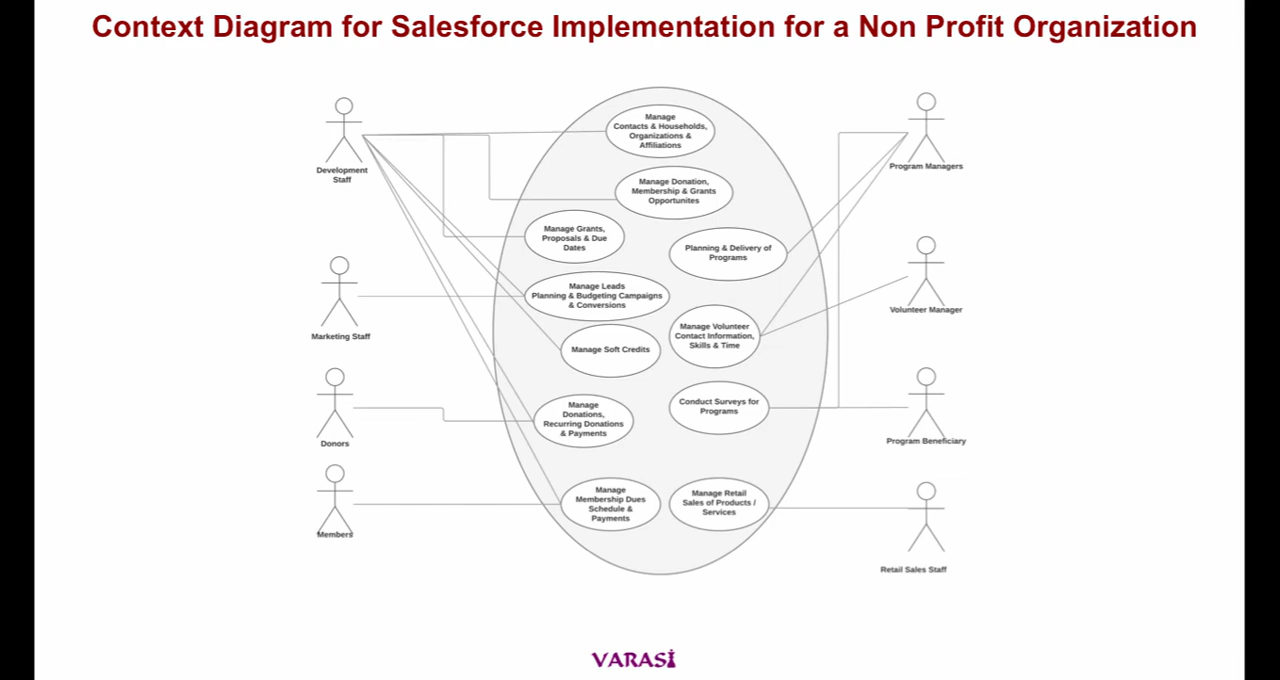 Context Diagram for Salesforce Implementation for a Non Profit Organization
Manage
Contacts & Households,
Organizations &
Affiliations
Development
Staff
Program Managers
Manage Donation,
Membership & Grants
Opportunites
Manage Grants,
Proposals & Due
Dates
Planning & Delivery of
Programs
Manage Leads
Planning & Budgeting Campaigns
& Conversions
Marketing Staff
Volunteer Manager
Manage Volunteer
Contact Information,
Skills & Time
Manage Soft Credits
Conduct Surveys for
Programs
Manage
Donations,
Recurring Donations
& Payments
Donors
Program Beneficiary
Manage
Membership Dues
Schedule &
Payments
Manage Retail
Sales of Products /
Services
Members
Retail Sales Staff
VARASI